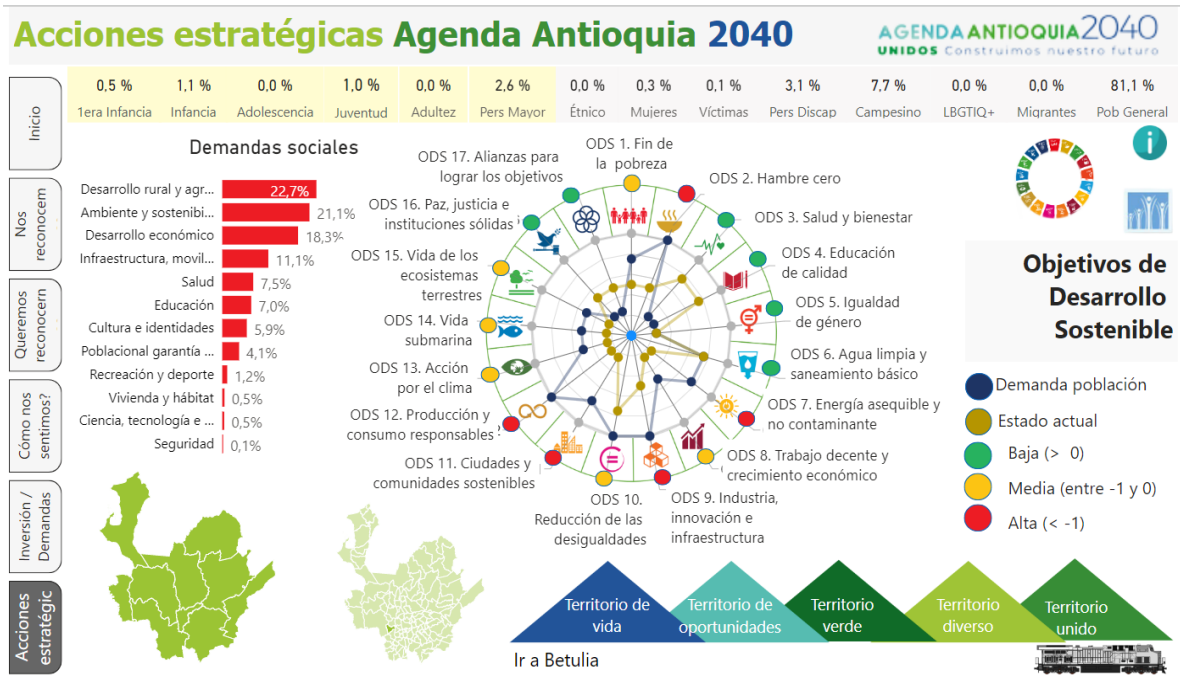 Acciones estratégicas Agenda Antioquia 2040
AGENDA ANTIOQUIA 2040
UNIDOS Construimos nuestro futuro
Inicio
Nos
reconocem
Queremos
reconocern
Cómo nos
sentimos?
Inversión /
Demandas
Acciones
estratégic
0,5 %
1era Infancia
1,1 %
Infancia
0.0 %
Adolescencia
1,0 %
Juventud
0.0 %
Adultez
2,6 %
Pers Mayor
0,0 %
Étnico
0.3 %
Mujeres
0,1 %
Víctimas
3,1 %
Pers Discap
7.7 %
Campesino
0.0 %
LBGTIQ+
0.0 %
Migrantes
81,1 %
Pob General
Demandas sociales
Desarrollo rural y agr... 22,7%
Ambiente y sostenibi... 21,1%
Desarrollo económico 18,3%
Infraestructura, movil... 11,1%
Salud 7,5%
Educación 7,0%
Cultura e identidades 5,9%
Poblacional garantía ... 4,1%
Recreación y deporte 1,2%
Vivienda y hábitat 0,5%
Ciencia, tecnología e ... 0,5%
Seguridad 0,1%
ODS 1. Fin de
la pobreza
ODS 2. Hambre cero
ODS 3. Salud y bienestar
ODS 4. Educación
de calidad
ODS 5. Igualdad
de género
ODS 6. Agua limpia y
saneamiento básico
ODS 7. Energía asequible y
no contaminante
ODS 8. Trabajo decente y
crecimiento económico
ODS 9. Industria,
innovación e
infraestructura
ODS 10.
Reducción de las
desigualdades
ODS 11. Ciudades y
comunidades sostenibles
ODS 12. Producción y
consumo responsables
ODS 13. Acción
por el clima
ODS 14. Vida
submarina
ODS 15. Vida de los
ecosistemas
terrestres
ODS 16. Paz, justicia e
instituciones sólidas
ODS 17. Alianzas para
lograr los objetivos
i
Objetivos de
Desarrollo
Sostenible
Demanda población
Estado actual
Baja (> 0)
Media (entre -1 y 0)
Alta (< -1)
Territorio de
vida
Territorio de
oportunidades
Territorio
verde
Territorio
diverso
Territorio
unido
Ir a Betulia